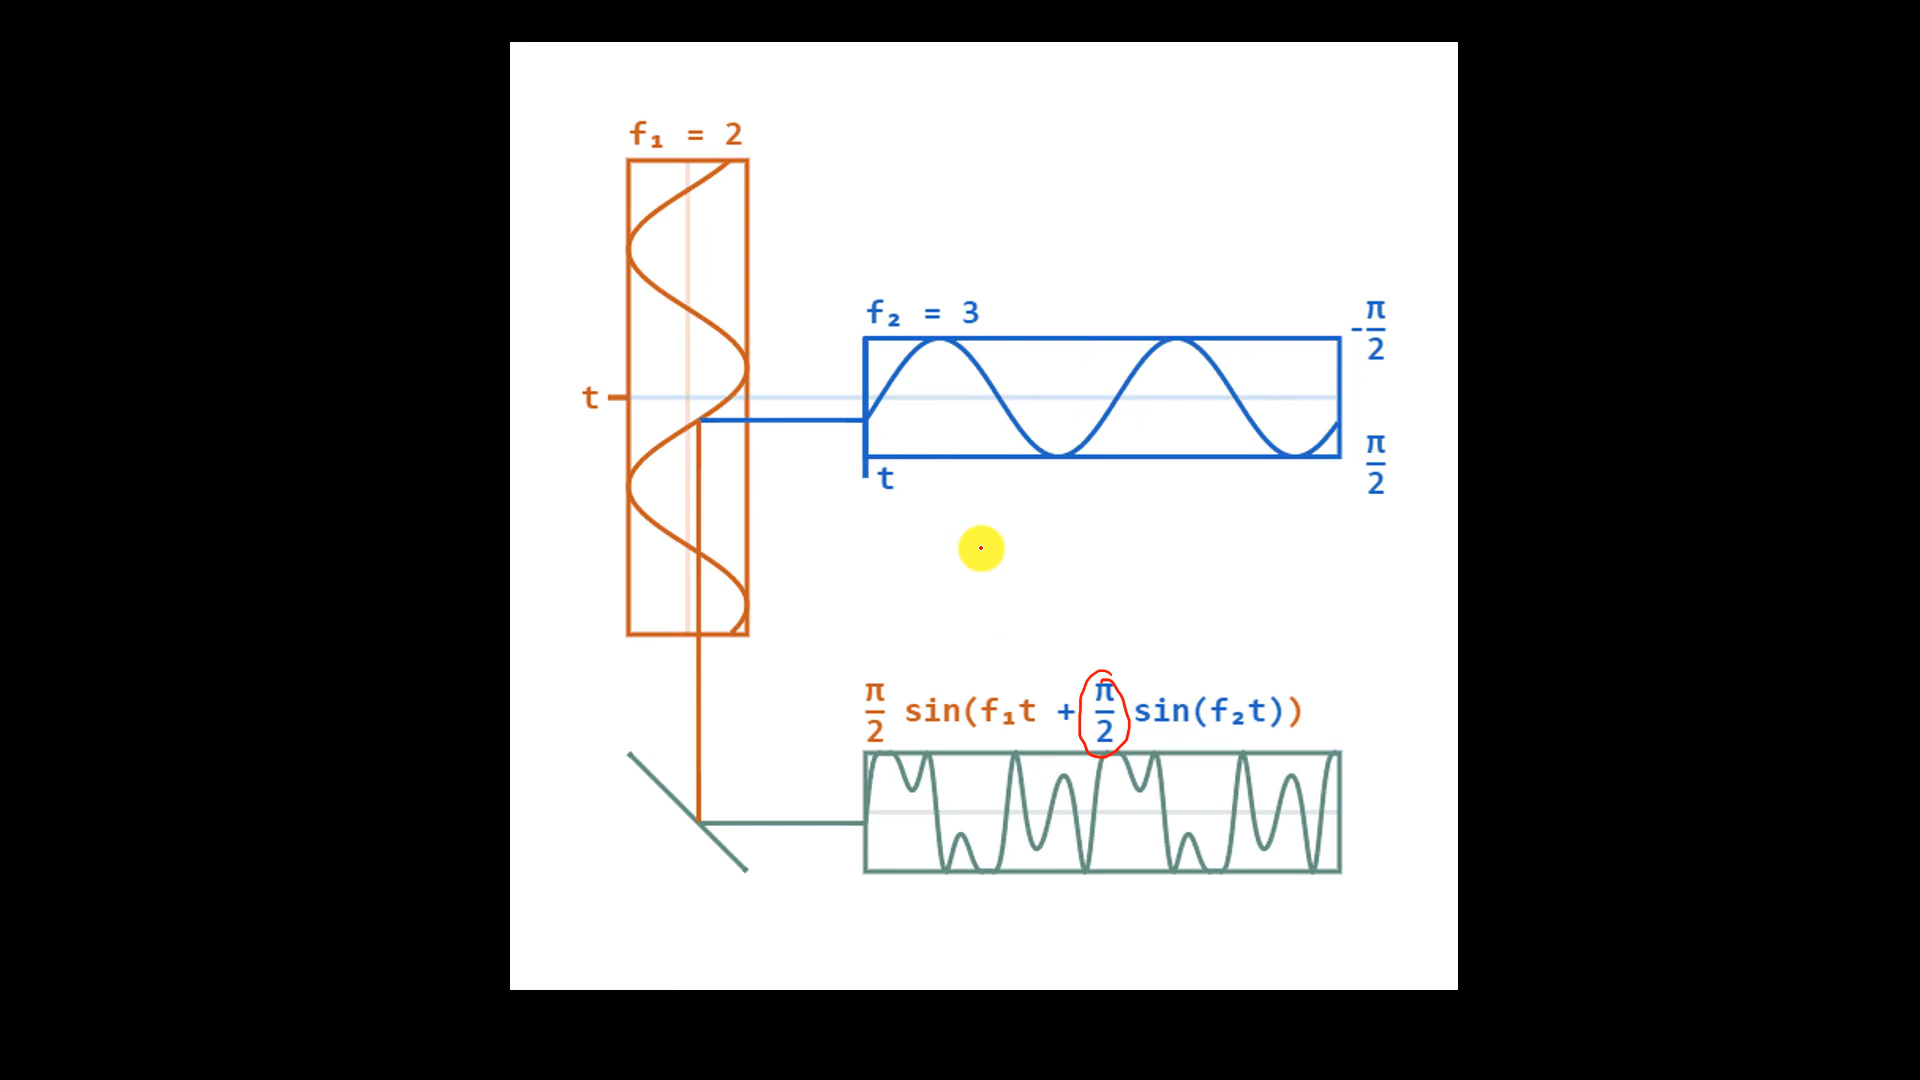 f₁ = 2
f₂ = 3
-π/2
t
π/2
t
π/2 sin(f₁t + π/2 sin(f₂t))